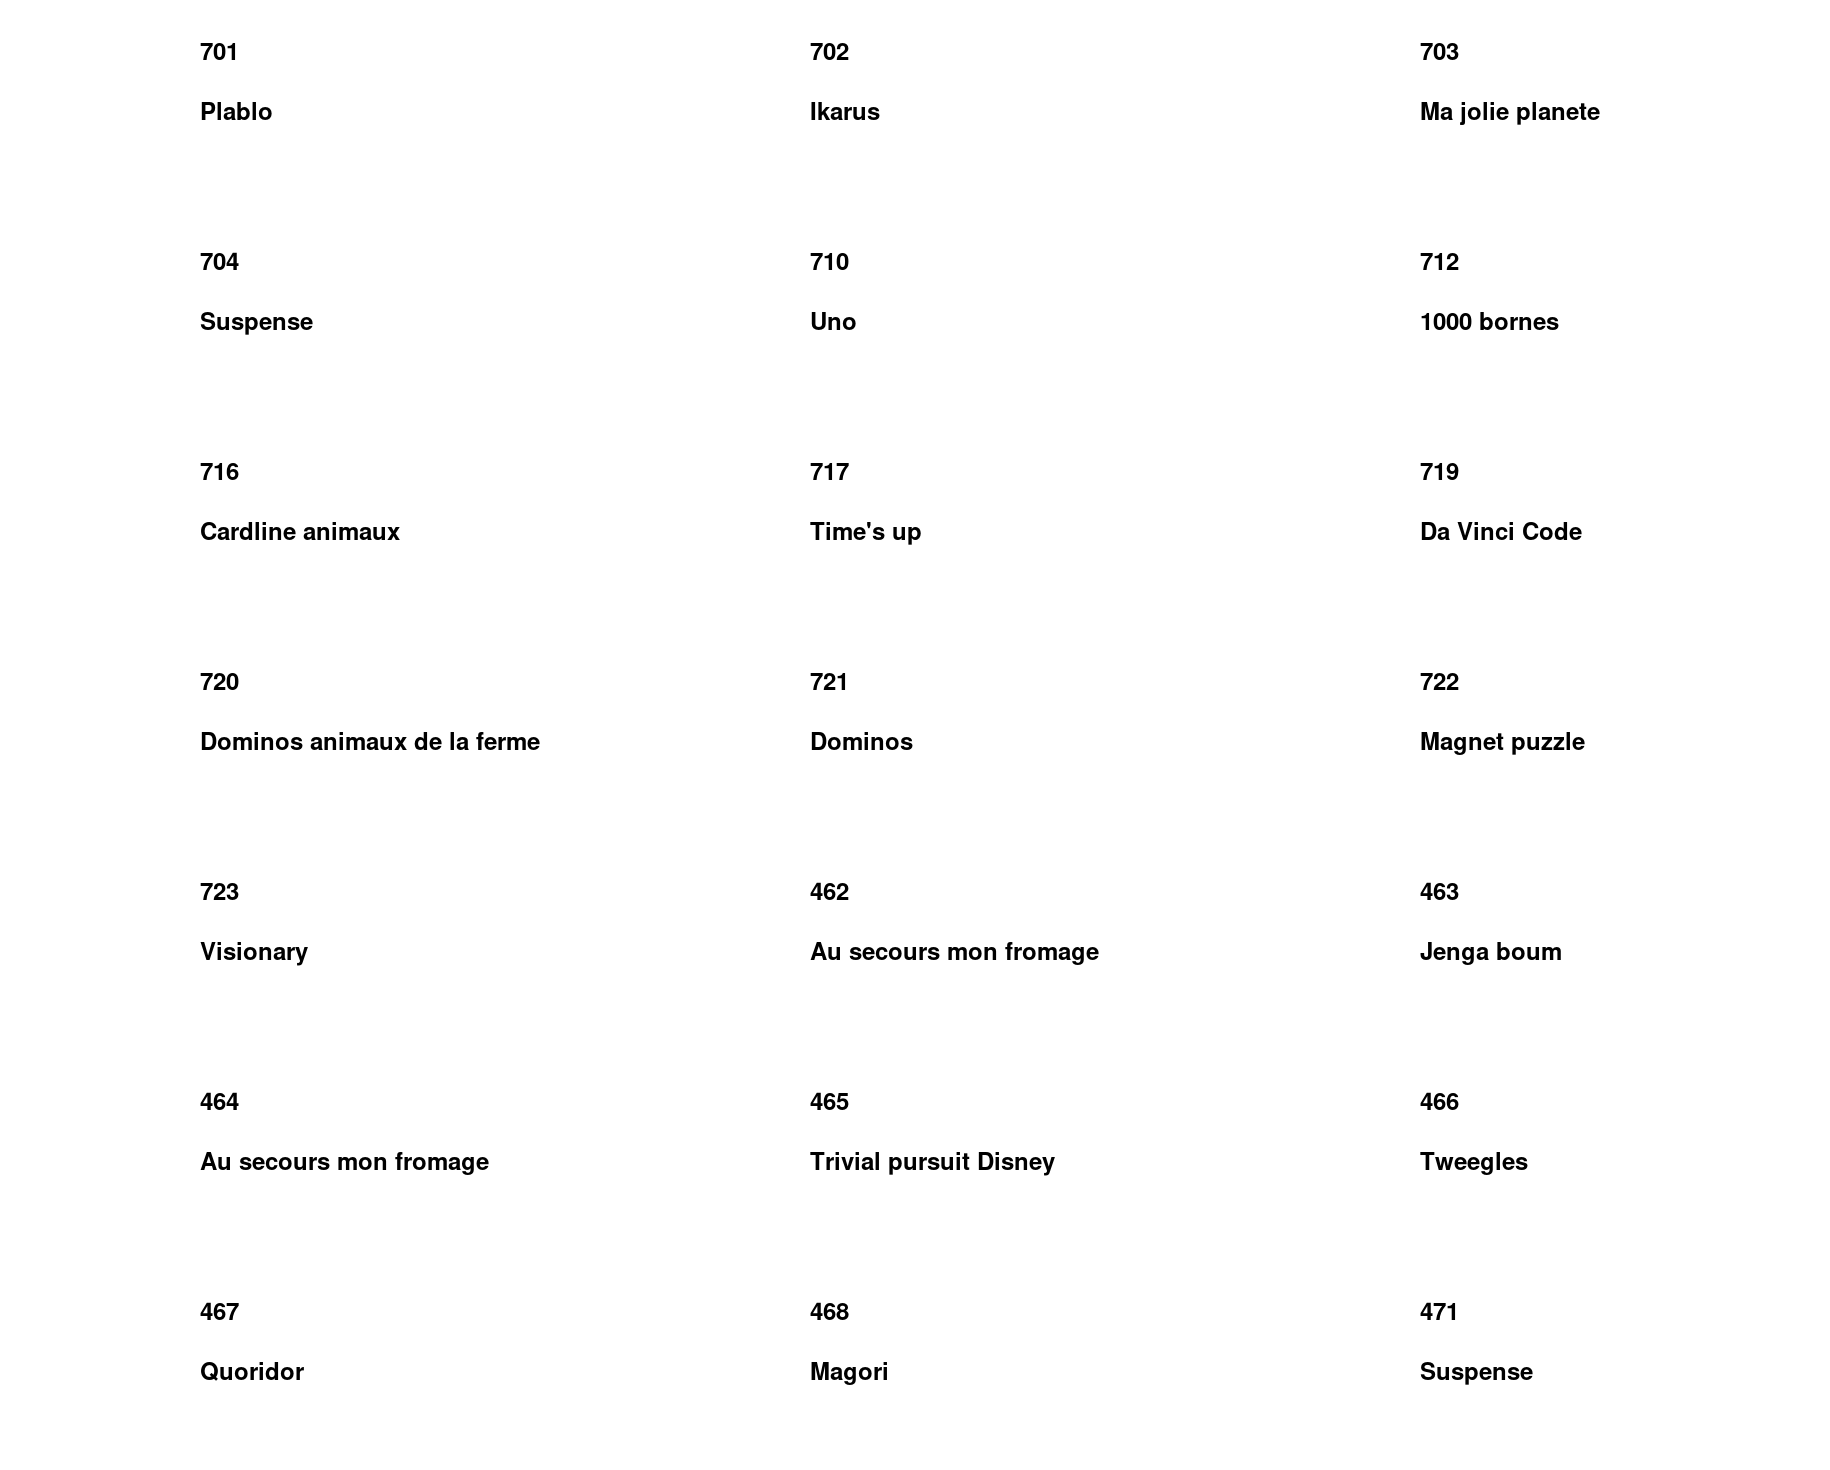 701
Plablo
702
Ikarus
703
Ma jolie planete
704
Suspense
710
Uno
712
1000 bornes
716
Cardline animaux
717
Time's up
719
Da Vinci Code
720
Dominos animaux de la ferme
721
Dominos
722
Magnet puzzle
723
Visionary
462
Au secours mon fromage
463
Jenga boum
464
Au secours mon fromage
465
Trivial pursuit Disney
466
Tweegles
467
Quoridor
468
Magori
471
Suspense